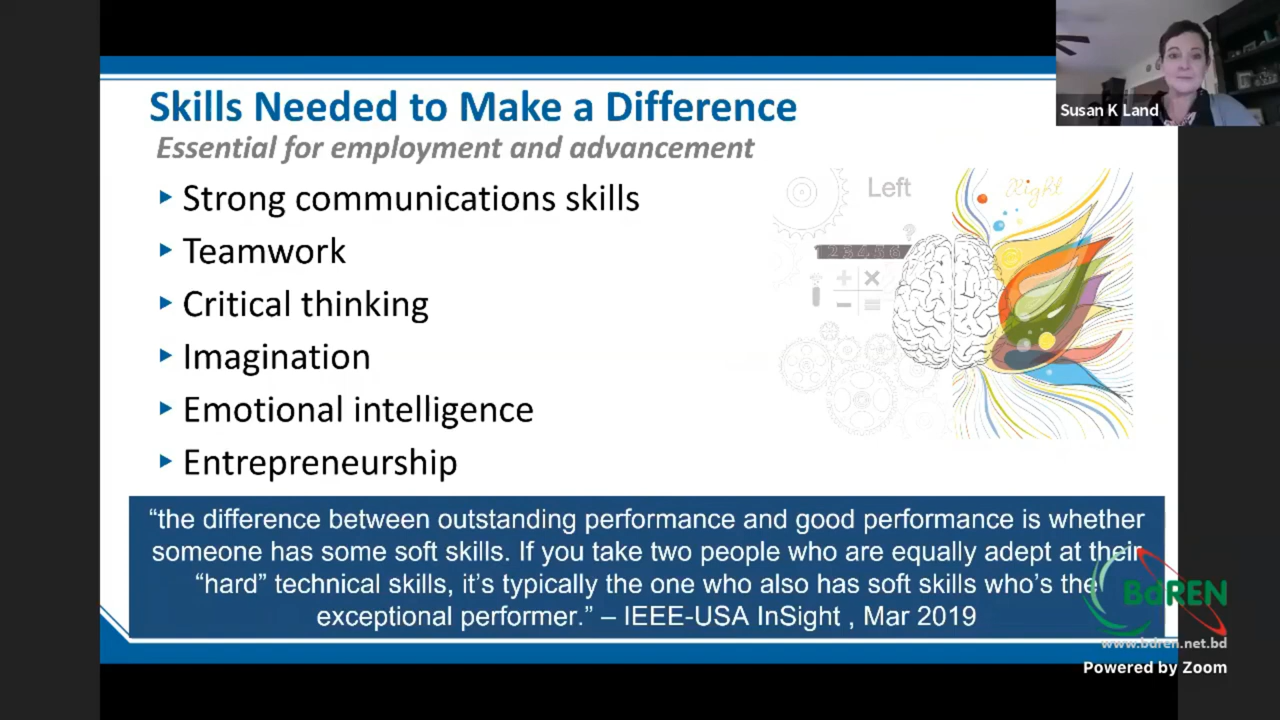 Skills Needed to Make a Difference
Essential for employment and advancement
Strong communications skills
Teamwork
Critical thinking
Imagination
Emotional intelligence
Entrepreneurship
Left
Right
“the difference between outstanding performance and good performance is whether
someone has some soft skills. If you take two people who are equally adept at their
“hard” technical skills, it’s typically the one who also has soft skills who’s the
exceptional performer.” – IEEE-USA InSight , Mar 2019
Susan K Land
BdREN
www.bdren.net.bd
Powered by Zoom